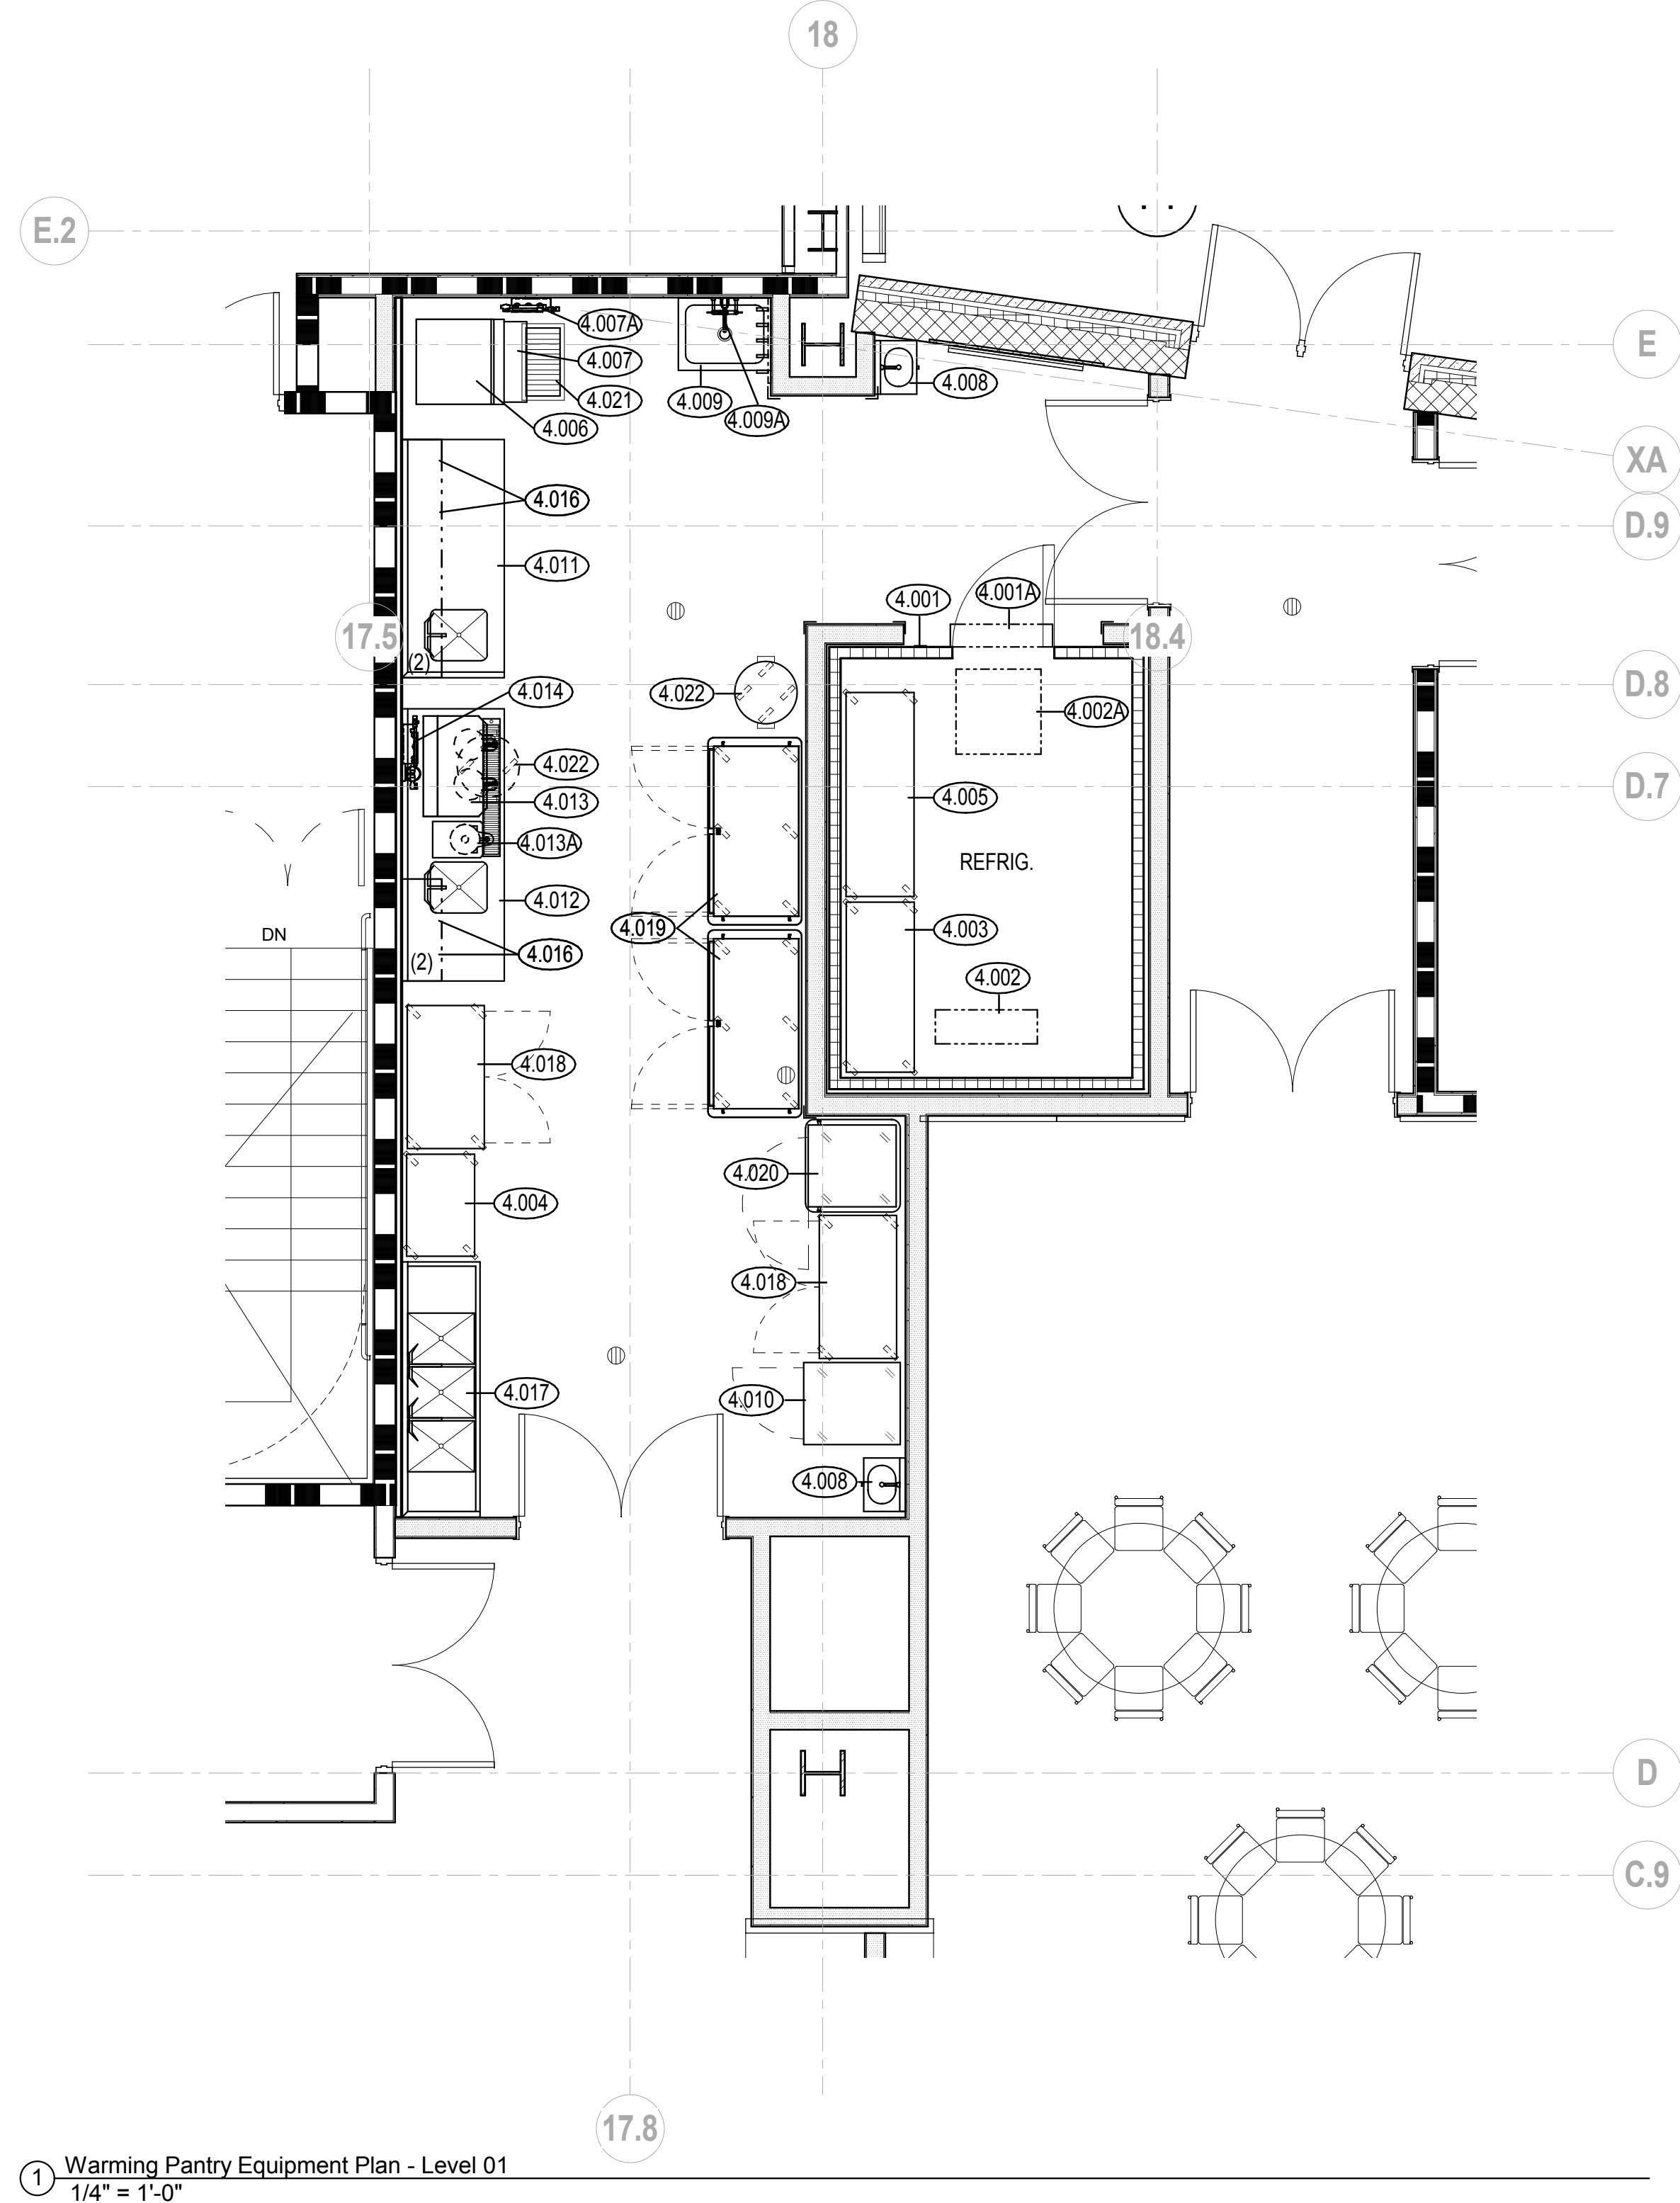 18
E.2
4.007A
4.007
E
4.021
4.008
4.009
4.009A
4.006
XA
4.016
D.9
4.011
4.001A
4.001
17.5
18.4
(2)
4.014
4.022
D.8
4.002A
4.022
D.7
4.005
4.013
4.013A
REFRIG.
4.012
4.019
4.003
DN
4.016
(2)
4.002
4.018
4.020
4.004
4.018
4.017
4.010
4.008
D
C.9
17.8
1
Warming Pantry Equipment Plan - Level 01
1/4" = 1'-0"